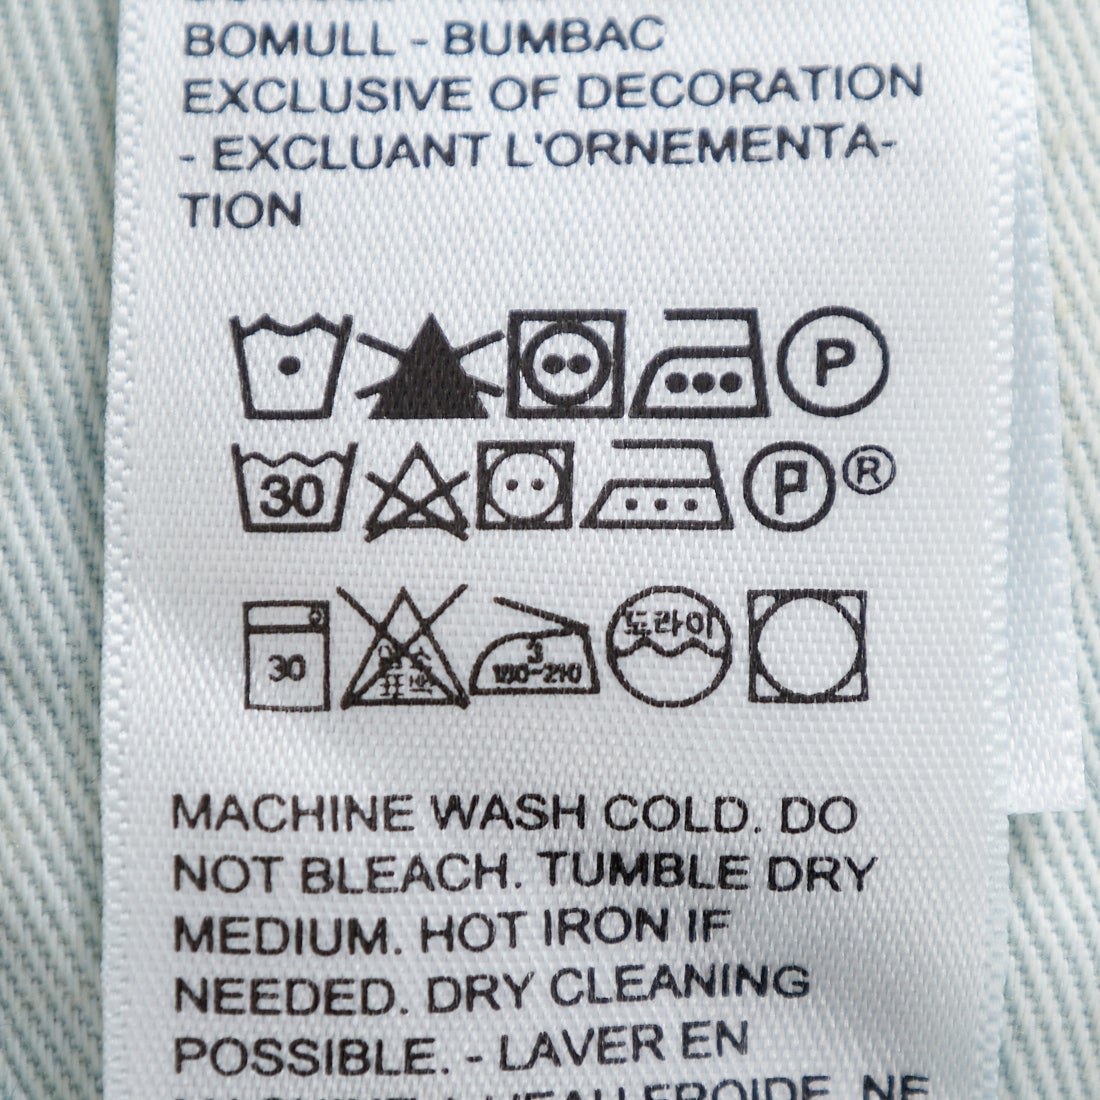 BOMULL - BUMBAC
EXCLUSIVE OF DECORATION
- EXCLUANT L'ORNEMENTA-
TION
P
30 P ®
30 3 180~210 도라이
MACHINE WASH COLD. DO
NOT BLEACH. TUMBLE DRY
MEDIUM. HOT IRON IF
NEEDED. DRY CLEANING
POSSIBLE. - LAVER EN